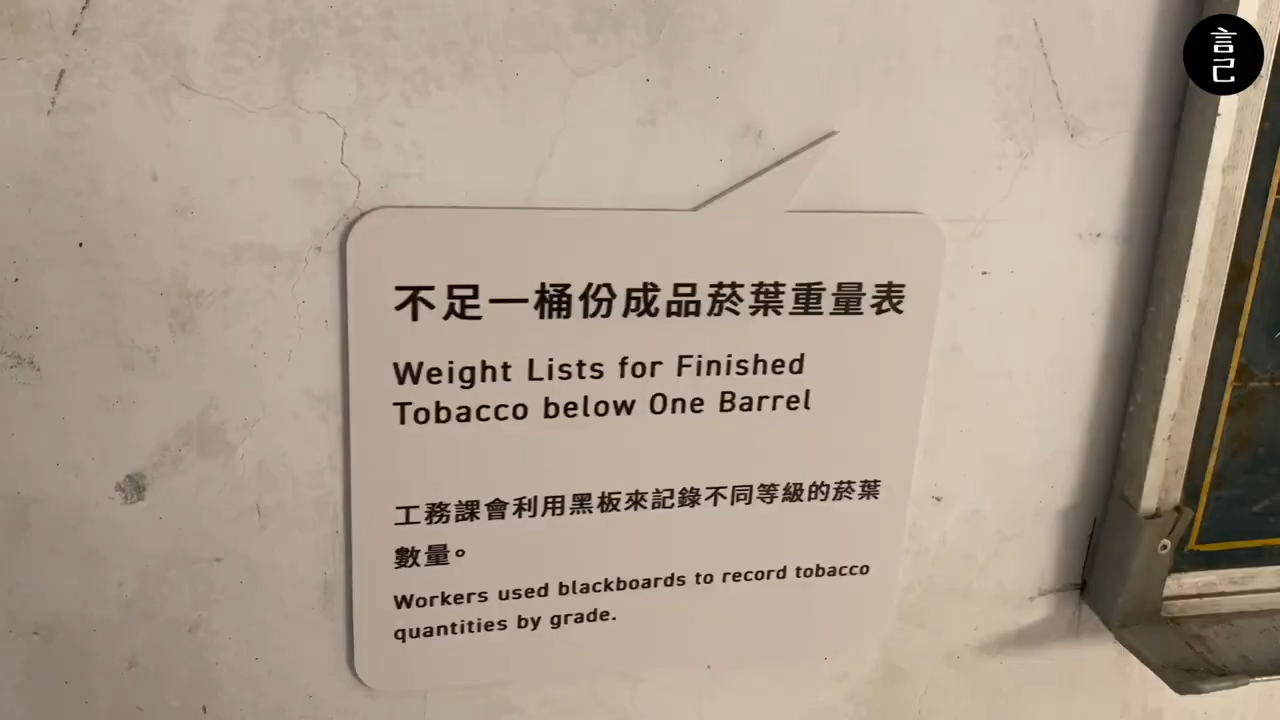 言己
不足一桶份成品菸葉重量表
Weight Lists for Finished
Tobacco below One Barrel
工務課會利用黑板來記錄不同等級的菸葉
數量。
Workers used blackboards to record tobacco
quantities by grade.